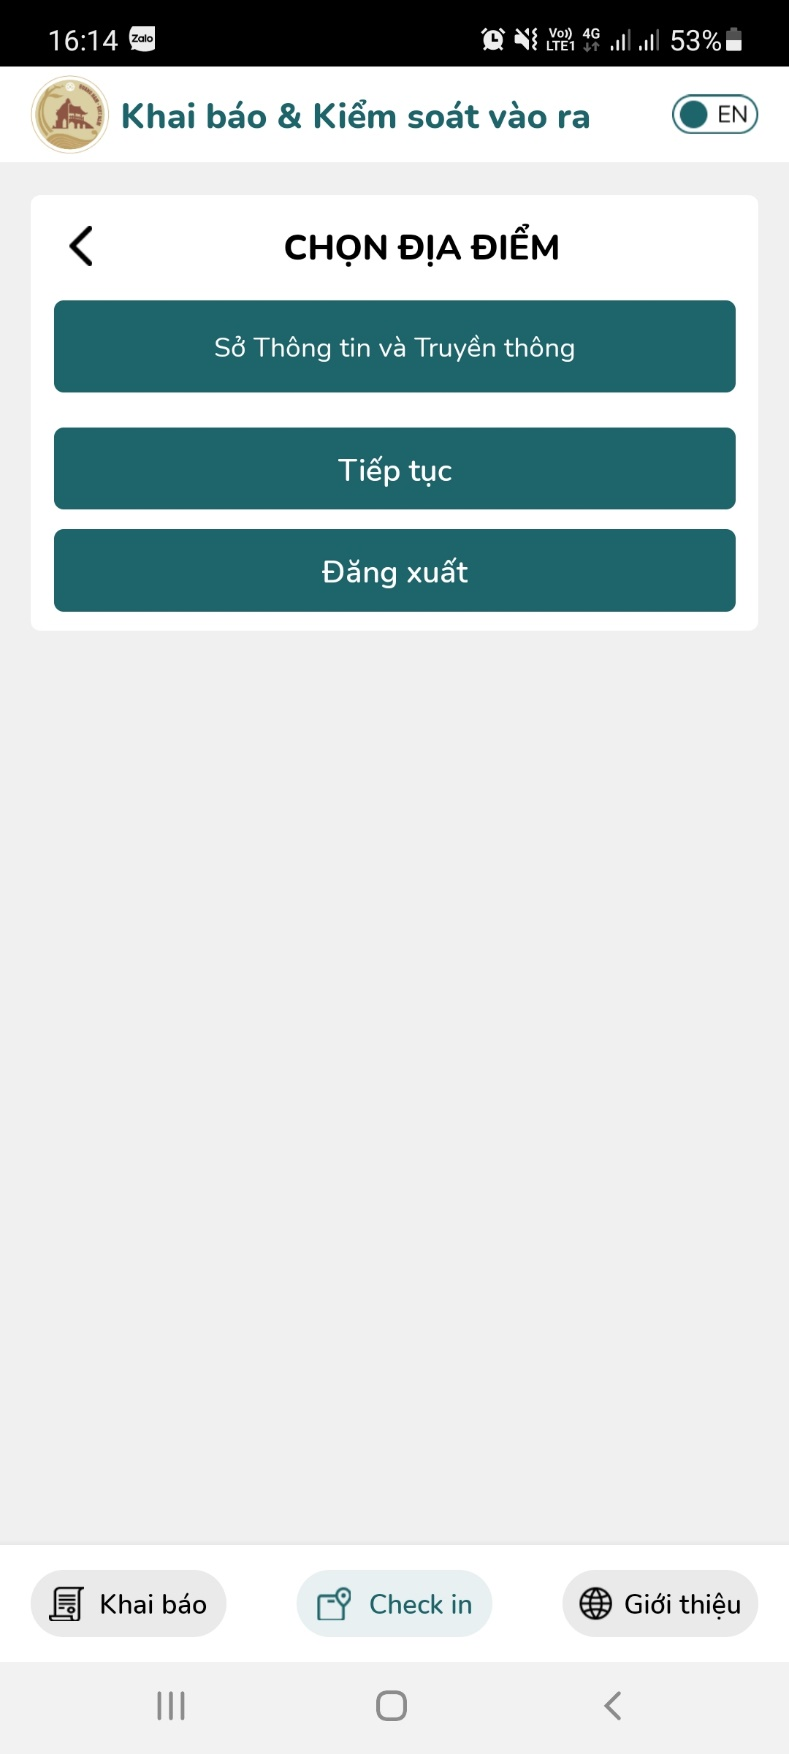 16:14 Zalo Vo) LTE1 4G 53%
Khai báo & Kiểm soát vào ra
EN
CHỌN ĐỊA ĐIỂM
Sở Thông tin và Truyền thông
Tiếp tục
Đăng xuất
Khai báo
Check in
Giới thiệu